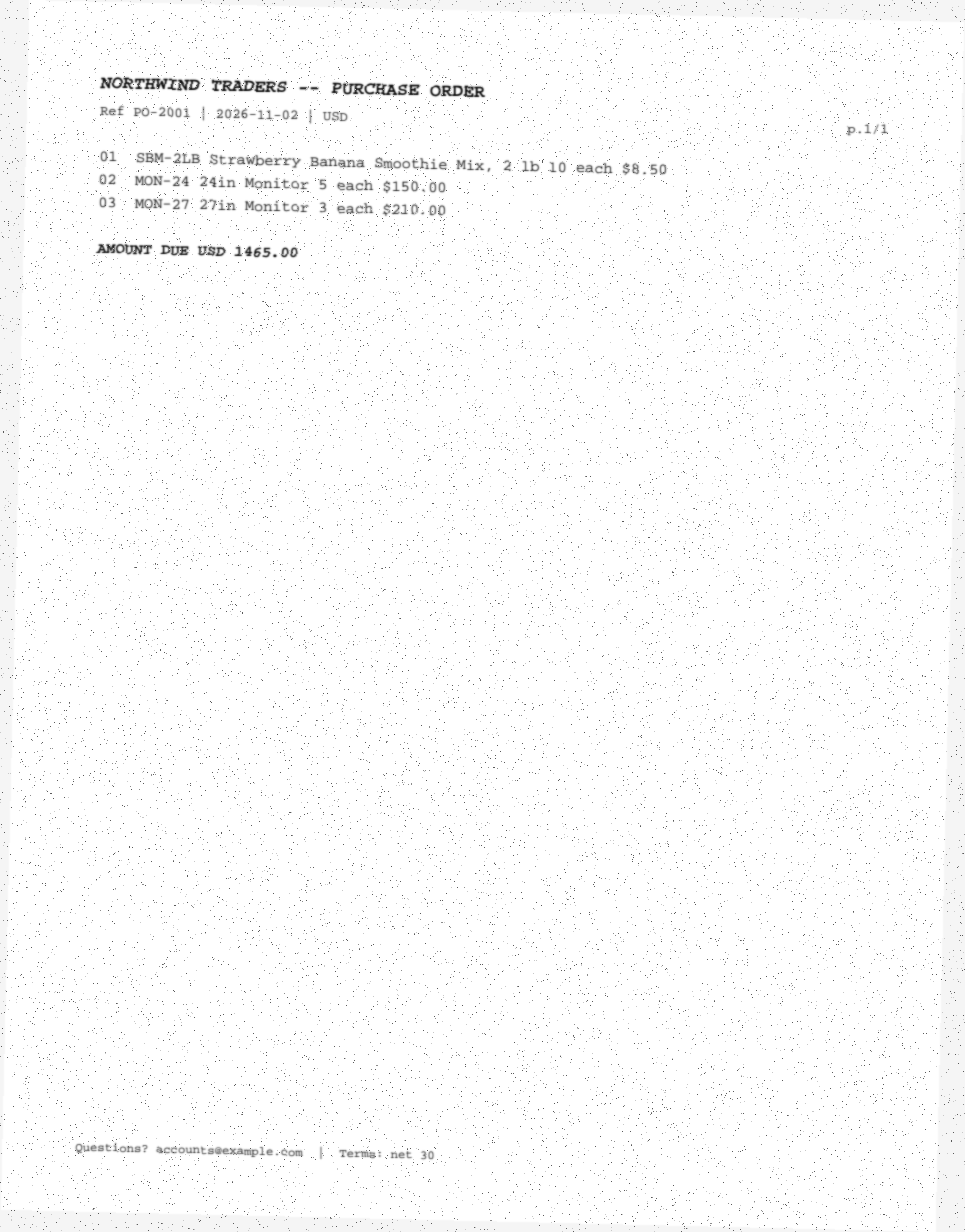 NORTHWIND TRADERS -- PURCHASE ORDER
Ref PO-2001 | 2026-11-02 | USD
p.1/1
01 SBM-2LB Strawberry Banana Smoothie Mix, 2 lb 10 each $8.50
02 MON-24 24in Monitor 5 each $150.00
03 MON-27 27in Monitor 3 each $210.00
AMOUNT DUE USD 1465.00
Questions? accounts@example.com | Terms: net 30